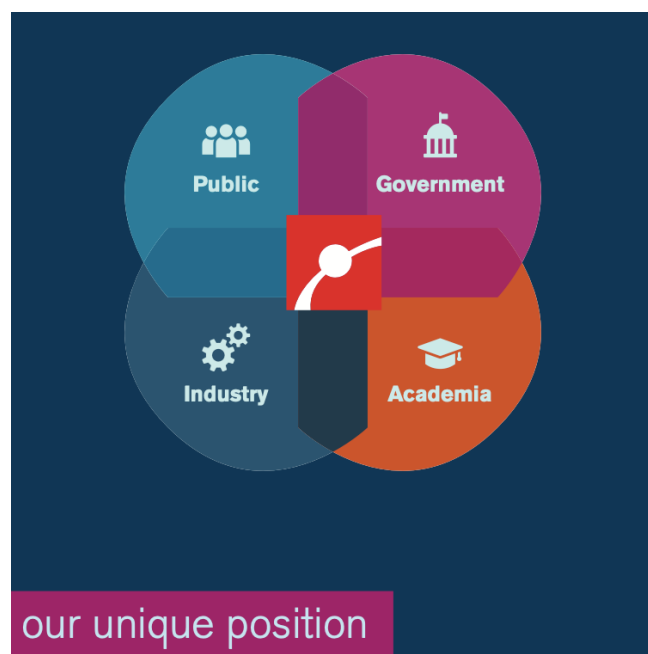 Public
Government
Industry
Academia
our unique position